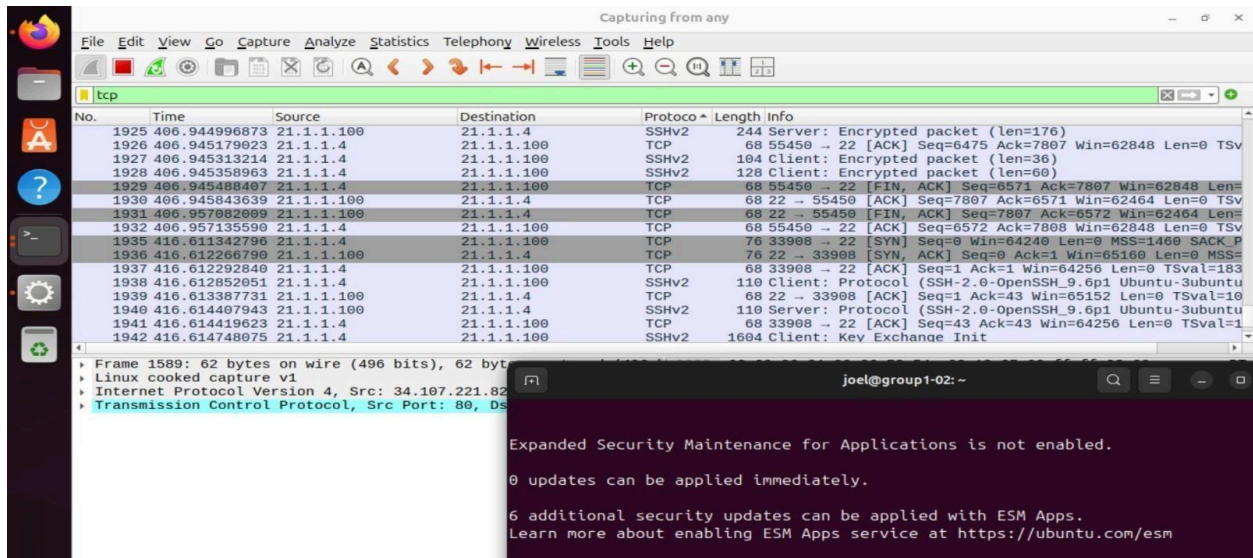 Capturing from any
File Edit View Go Capture Analyze Statistics Telephony Wireless Tools Help
tcp
No. Time Source Destination Protoco Length Info
1925 406.944996873 21.1.1.100 21.1.1.4 SSHv2 244 Server: Encrypted packet (len=176)
1926 406.945179023 21.1.1.4 21.1.1.100 TCP 68 55450 → 22 [ACK] Seq=6475 Ack=7807 Win=62848 Len=0 TSv
1927 406.945313214 21.1.1.4 21.1.1.100 SSHv2 104 Client: Encrypted packet (len=36)
1928 406.945358963 21.1.1.4 21.1.1.100 SSHv2 128 Client: Encrypted packet (len=60)
1929 406.945488407 21.1.1.4 21.1.1.100 TCP 68 55450 → 22 [FIN, ACK] Seq=6571 Ack=7807 Win=62848 Len=
1930 406.945843639 21.1.1.100 21.1.1.4 TCP 68 22 → 55450 [ACK] Seq=7807 Ack=6571 Win=62464 Len=0 TSv
1931 406.957082009 21.1.1.100 21.1.1.4 TCP 68 22 → 55450 [FIN, ACK] Seq=7807 Ack=6572 Win=62464 Len=
1932 406.957135590 21.1.1.4 21.1.1.100 TCP 68 55450 → 22 [ACK] Seq=6572 Ack=7808 Win=62848 Len=0 TSv
1935 416.611342796 21.1.1.4 21.1.1.100 TCP 76 33908 → 22 [SYN] Seq=0 Win=64240 Len=0 MSS=1460 SACK_P
1936 416.612266790 21.1.1.100 21.1.1.4 TCP 76 22 → 33908 [SYN, ACK] Seq=0 Ack=1 Win=65160 Len=0 MSS=
1937 416.612292840 21.1.1.4 21.1.1.100 TCP 68 33908 → 22 [ACK] Seq=1 Ack=1 Win=64256 Len=0 TSval=183
1938 416.612852051 21.1.1.4 21.1.1.100 SSHv2 110 Client: Protocol (SSH-2.0-OpenSSH_9.6p1 Ubuntu-3ubuntu
1939 416.613387731 21.1.1.100 21.1.1.4 TCP 68 22 → 33908 [ACK] Seq=1 Ack=43 Win=65152 Len=0 TSval=10
1940 416.614407943 21.1.1.100 21.1.1.4 SSHv2 110 Server: Protocol (SSH-2.0-OpenSSH_9.6p1 Ubuntu-3ubuntu
1941 416.614419623 21.1.1.4 21.1.1.100 TCP 68 33908 → 22 [ACK] Seq=43 Ack=43 Win=64256 Len=0 TSval=1
1942 416.614748075 21.1.1.4 21.1.1.100 SSHv2 1604 Client: Key Exchange Init
Frame 1589: 62 bytes on wire (496 bits), 62 byt
Linux cooked capture v1
Internet Protocol Version 4, Src: 34.107.221.82
Transmission Control Protocol, Src Port: 80, Ds
joel@group1-02: ~
Expanded Security Maintenance for Applications is not enabled.
0 updates can be applied immediately.
6 additional security updates can be applied with ESM Apps.
Learn more about enabling ESM Apps service at https://ubuntu.com/esm